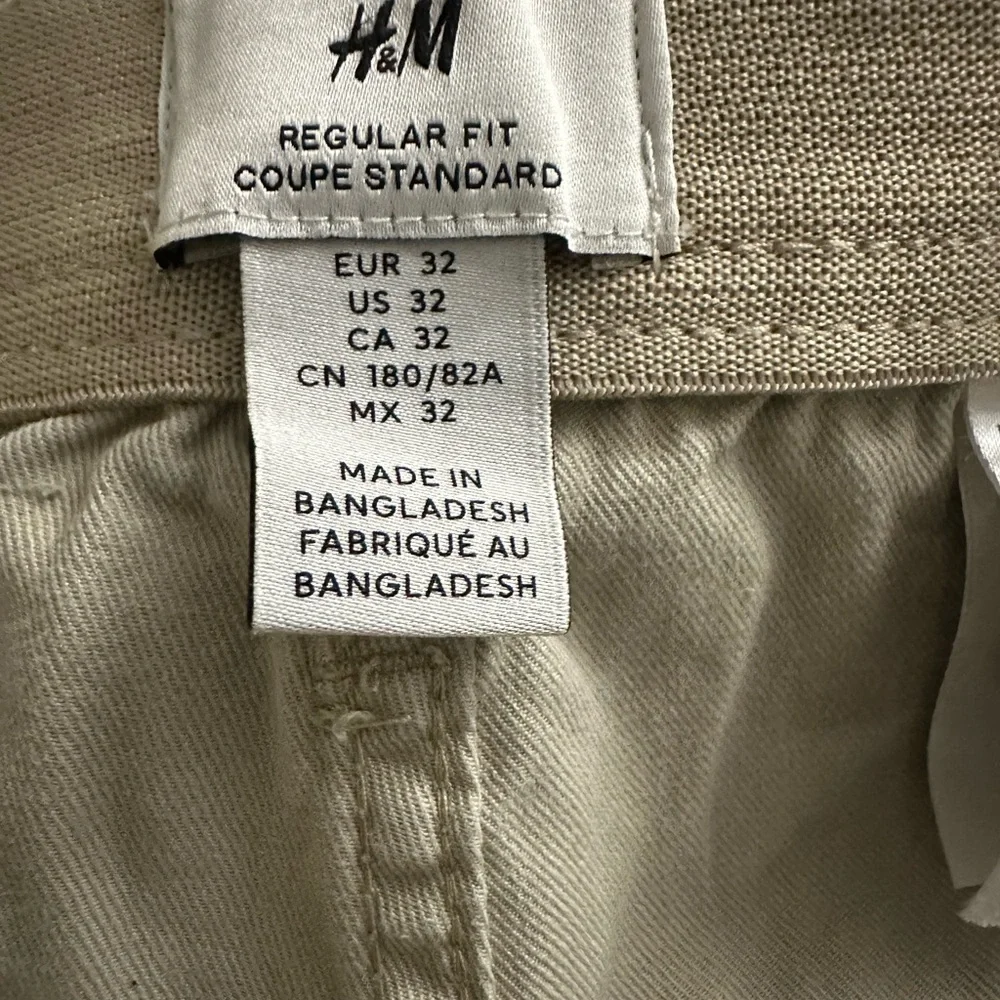 H&M
REGULAR FIT
COUPE STANDARD
EUR 32
US 32
CA 32
CN 180/82A
MX 32
MADE IN
BANGLADESH
FABRIQUÉ AU
BANGLADESH